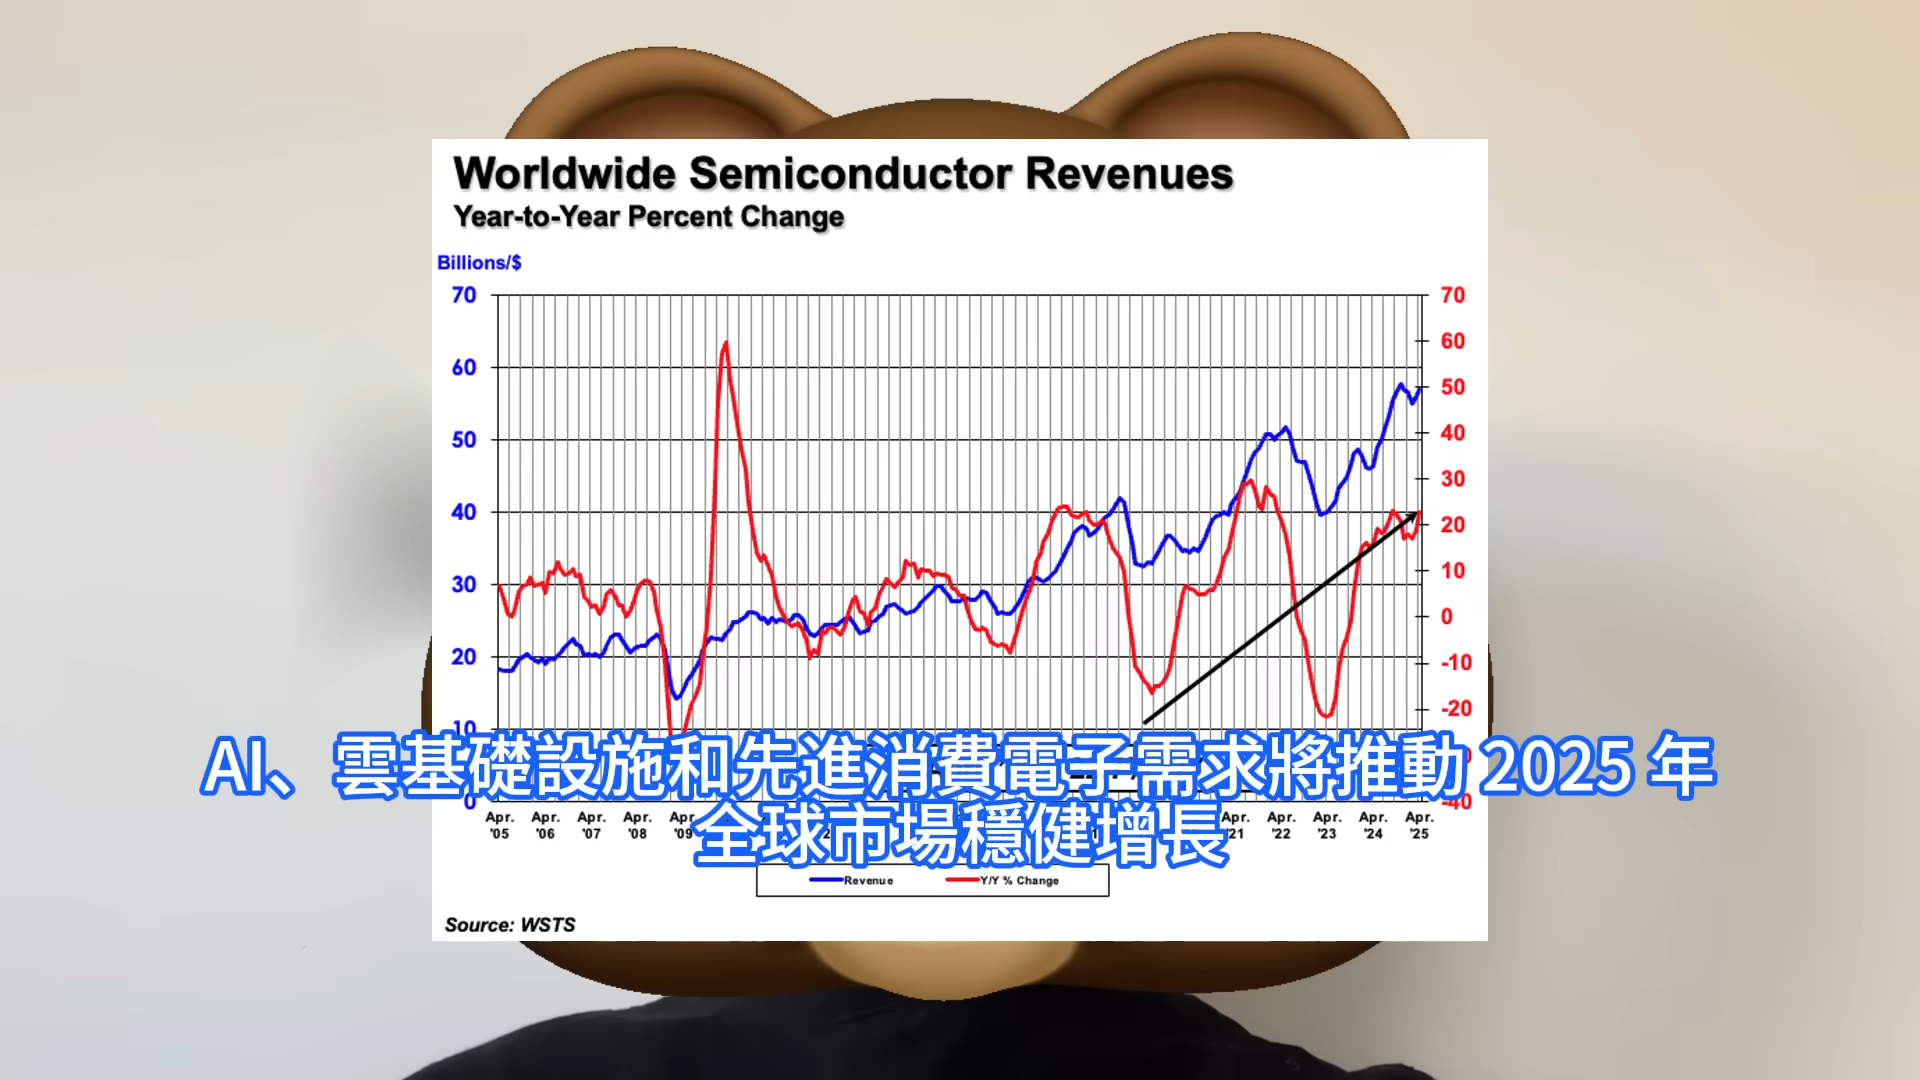 Worldwide Semiconductor Revenues
Year-to-Year Percent Change
Billions/$
70 70
60 60
50 50
40 40
30 30
20 20
10 10
0 0
-10
-20
-40
AI、雲基礎設施和先進消費電子需求將推動 2025 年
全球市場穩健增長
Apr. Apr. Apr. Apr. Apr. Apr. Apr. Apr. Apr. Apr.
'05 '06 '07 '08 '09 '21 '22 '23 '24 '25
Revenue Y/Y % Change
Source: WSTS